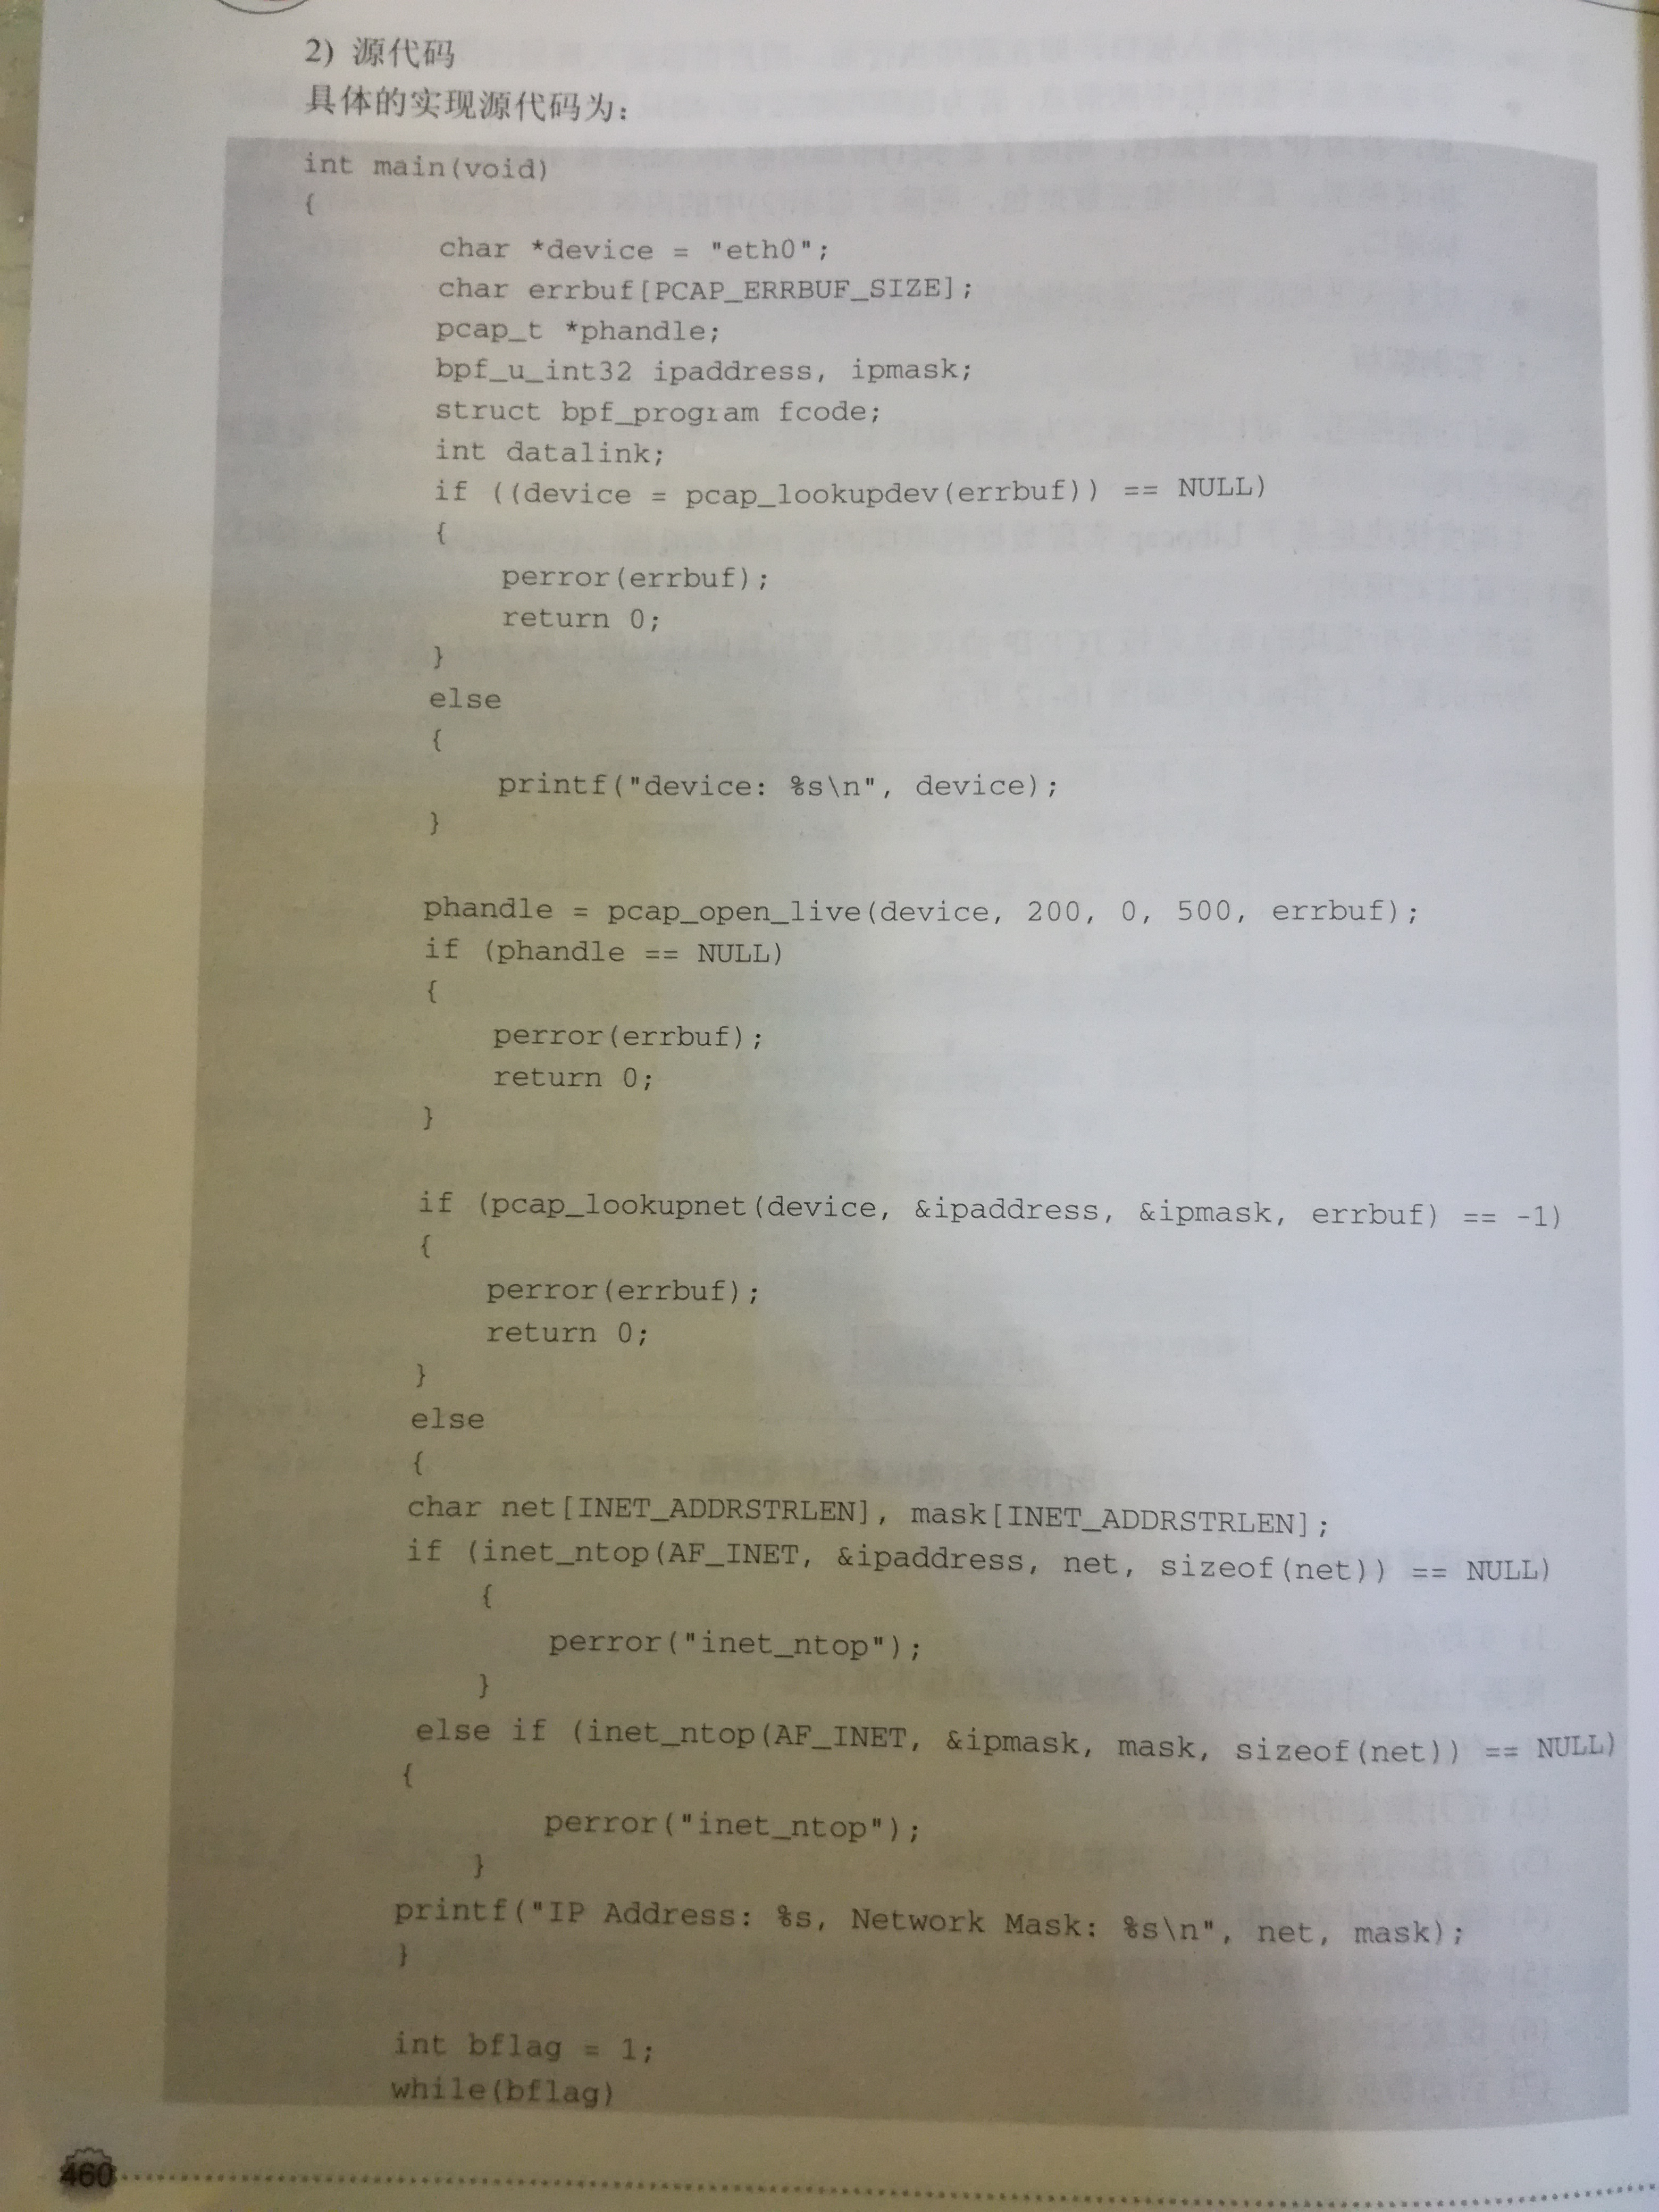 2) 源代码
具体的实现源代码为:
int main(void)
{
char *device = "eth0";
char errbuf[PCAP_ERRBUF_SIZE];
pcap_t *phandle;
bpf_u_int32 ipaddress, ipmask;
struct bpf_program fcode;
int datalink;
if ((device = pcap_lookupdev(errbuf)) == NULL)
{
perror(errbuf);
return 0;
}
else
{
printf("device: %s\n", device);
}
phandle = pcap_open_live(device, 200, 0, 500, errbuf);
if (phandle == NULL)
{
perror(errbuf);
return 0;
}
if (pcap_lookupnet(device, &ipaddress, &ipmask, errbuf) == -1)
{
perror(errbuf);
return 0;
}
else
{
char net[INET_ADDRSTRLEN], mask[INET_ADDRSTRLEN];
if (inet_ntop(AF_INET, &ipaddress, net, sizeof(net)) == NULL)
{
perror("inet_ntop");
}
else if (inet_ntop(AF_INET, &ipmask, mask, sizeof(net)) == NULL)
{
perror("inet_ntop");
}
printf("IP Address: %s, Network Mask: %s\n", net, mask);
}
int bflag = 1;
while(bflag)
460